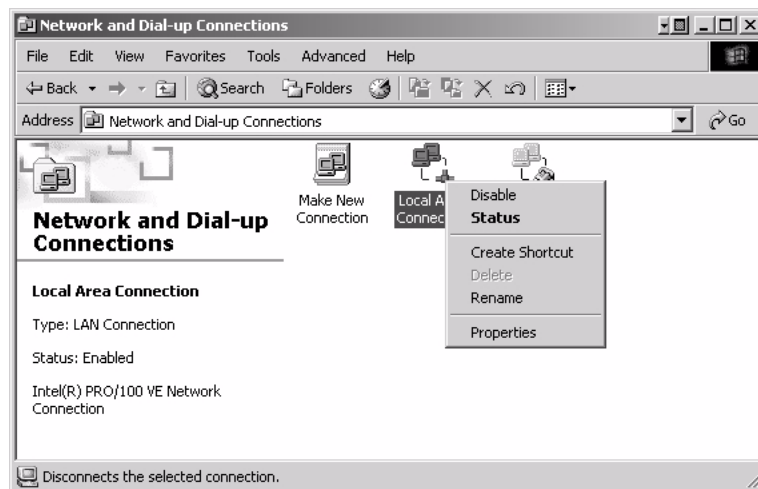 Network and Dial-up Connections
File Edit View Favorites Tools Advanced Help
Back Search Folders
Address Network and Dial-up Connections Go
Make New
Connection
Local A
Connec
Disable
Status
Create Shortcut
Delete
Rename
Properties
Network and Dial-up
Connections
Local Area Connection
Type: LAN Connection
Status: Enabled
Intel(R) PRO/100 VE Network
Connection
Disconnects the selected connection.